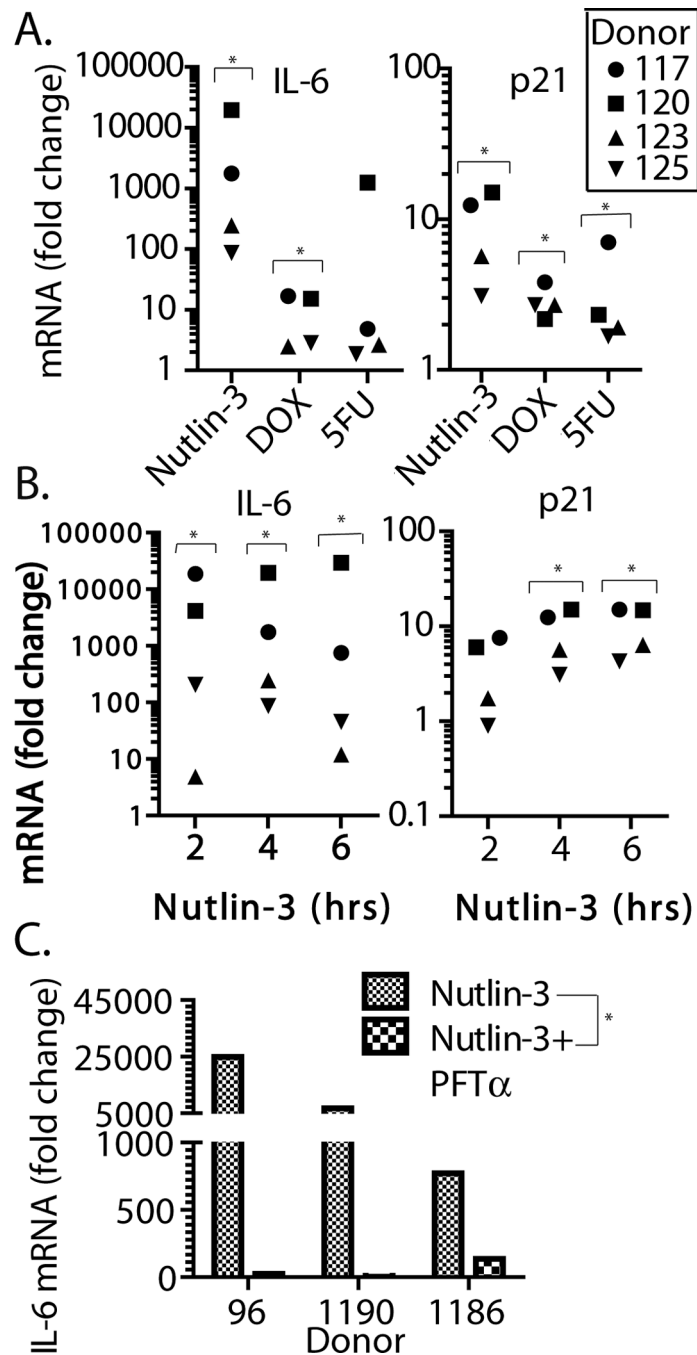 A.
IL-6
p21
Donor
117
120
123
125
mRNA (fold change)
100000
10000
1000
100
10
1
*
*
Nutlin-3
DOX
5FU
100
10
1
*
*
*
Nutlin-3
DOX
5FU
B.
IL-6
p21
mRNA (fold change)
100000
10000
1000
100
10
1
*
*
*
2
4
6
Nutlin-3 (hrs)
100
10
1
0.1
*
*
2
4
6
Nutlin-3 (hrs)
C.
IL-6 mRNA (fold change)
45000
25000
5000
1000
500
0
Nutlin-3
Nutlin-3+
PFTα
*
96
1190
1186
Donor